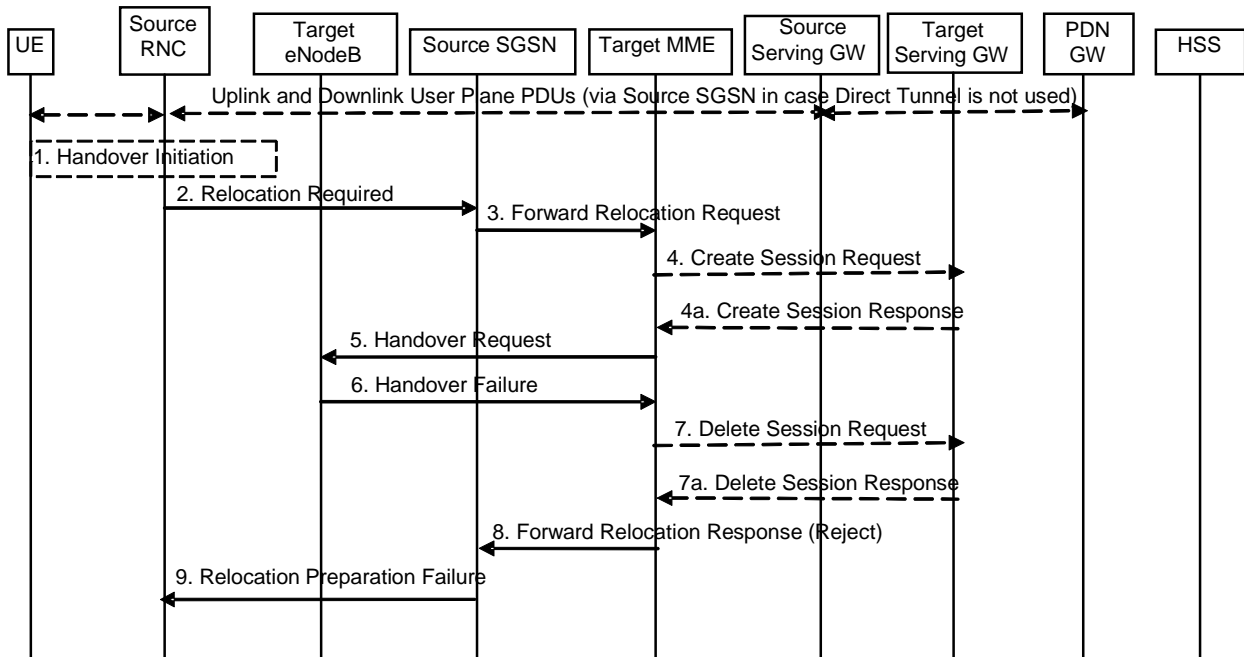 UE
Source
RNC
Target
eNodeB
Source SGSN
Target MME
Source
Serving GW
Target
Serving GW
PDN
GW
HSS
Uplink and Downlink User Plane PDUs (via Source SGSN in case Direct Tunnel is not used)
1. Handover Initiation
2. Relocation Required
3. Forward Relocation Request
4. Create Session Request
4a. Create Session Response
5. Handover Request
6. Handover Failure
7. Delete Session Request
7a. Delete Session Response
8. Forward Relocation Response (Reject)
9. Relocation Preparation Failure